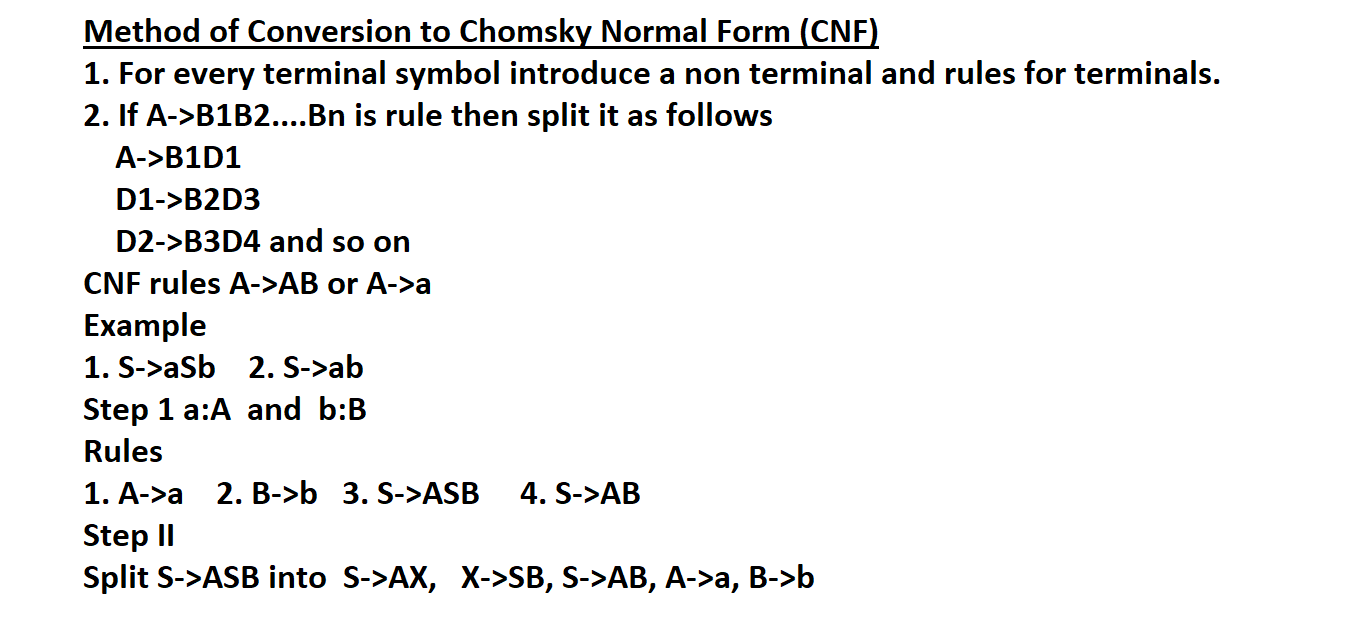 Method of Conversion to Chomsky Normal Form (CNF)
1. For every terminal symbol introduce a non terminal and rules for terminals.
2. If A->B1B2....Bn is rule then split it as follows
A->B1D1
D1->B2D3
D2->B3D4 and so on
CNF rules A->AB or A->a
Example
1. S->aSb 2. S->ab
Step 1 a:A and b:B
Rules
1. A->a 2. B->b 3. S->ASB 4. S->AB
Step II
Split S->ASB into S->AX, X->SB, S->AB, A->a, B->b